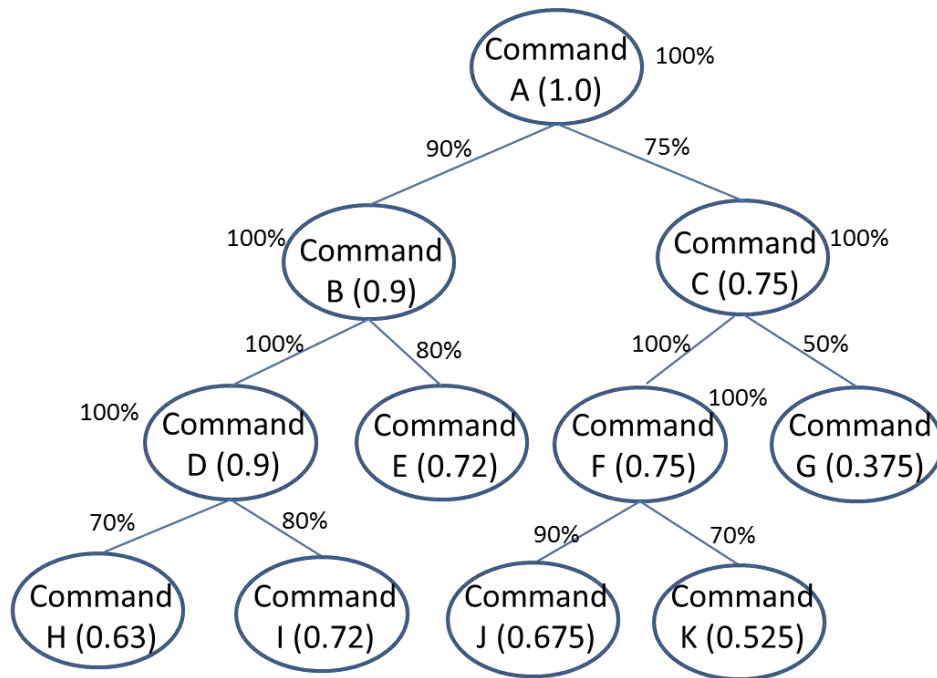 Command
A (1.0)
100%
90%
75%
100%
Command
B (0.9)
Command
C (0.75)
100%
100%
80%
100%
50%
100%
Command
D (0.9)
Command
E (0.72)
Command
F (0.75)
100%
Command
G (0.375)
70%
80%
90%
70%
Command
H (0.63)
Command
I (0.72)
Command
J (0.675)
Command
K (0.525)